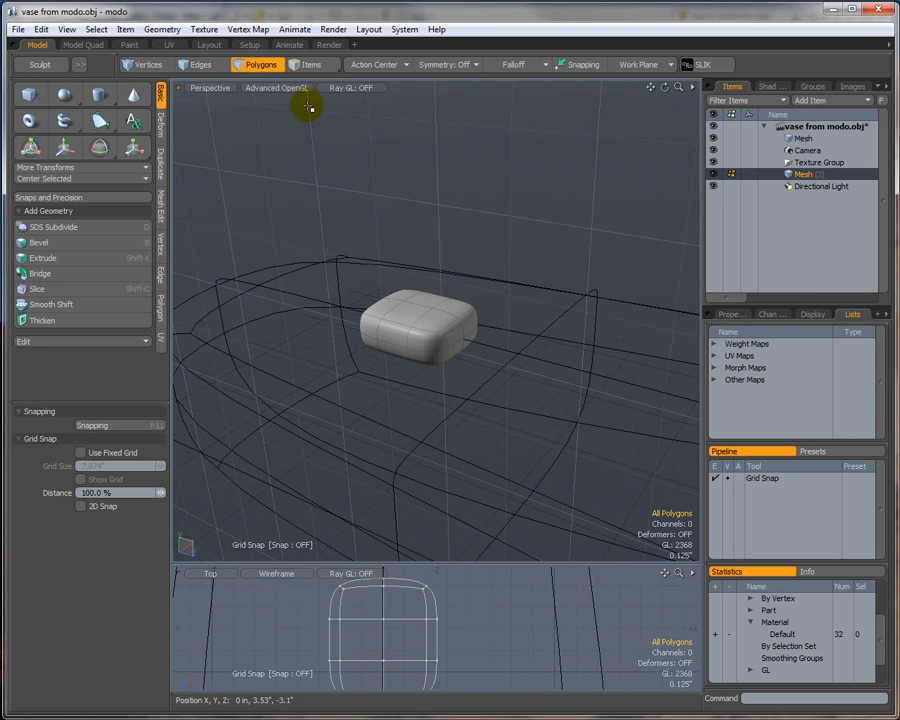 vase from modo.obj* - modo
File Edit View Select Item Geometry Texture Vertex Map Animate Render Layout System Help
Model Model Quad Paint UV Layout Setup Animate Render +
Sculpt >> Vertices Edges Polygons Items Action Center Symmetry: Off Falloff Snapping Work Plane SLIK
Perspective Advanced OpenGL Ray GL: OFF
Items Shad ... Groups Images
Filter Items Add Item F
Name
vase from modo.obj*
Mesh
Camera
Texture Group
Mesh (2)
Directional Light
Basic
Deform
Duplicate
Mesh Edit
Vertex
Edge
Polygon
UV
More Transforms
Center Selected
Snaps and Precision
Add Geometry
SDS Subdivide D
Bevel B
Extrude Shift-X
Bridge
Slice Shift-C
Smooth Shift
Thicken
Edit
Snapping
Snapping F11
Grid Snap
Use Fixed Grid
Grid Size 7.874"
Show Grid
Distance 100.0 %
2D Snap
All Polygons
Channels: 0
Deformers: OFF
GL: 2368
0.125"
Grid Snap [Snap : OFF]
Top Wireframe Ray GL: OFF
All Polygons
Channels: 0
Deformers: OFF
GL: 2368
0.125"
Grid Snap [Snap : OFF]
Position X, Y, Z: 0 in, 3.53", -3.1"
Prope... Chan ... Display Lists +
Name Type
Weight Maps
UV Maps
Morph Maps
Other Maps
Pipeline Presets
E V A Tool Preset
Grid Snap
Statistics Info
+ - Name Num Sel
By Vertex
Part
Material
+ - Default 32 0
By Selection Set
Smoothing Groups
GL
Command